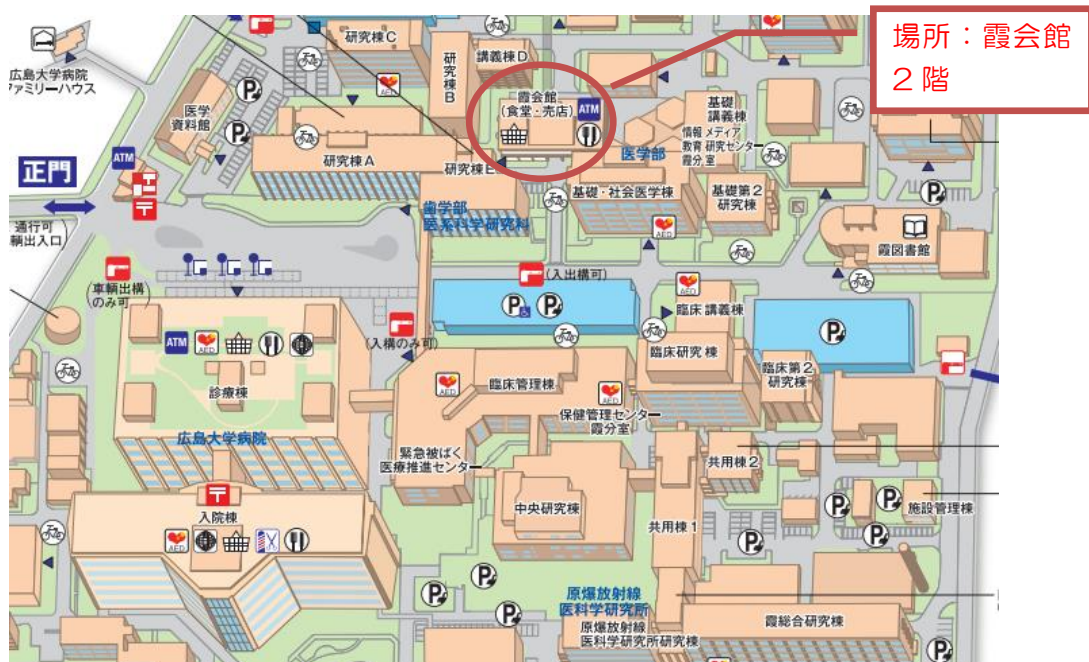 場所：霞会館
２階
研究棟C
講義棟D
研究棟B
広島大学病院
ファミリーハウス
医学
資料館
霞会館
(食堂・売店)
ATM
基礎
講義棟
情報メディア
教育研究センター
霞分室
医学部
研究棟A
研究棟E
ATM
正門
基礎・社会医学棟
基礎第2
研究棟
歯学部
医系科学研究科
通行可
輌出入口
霞図書館
車輌出構
のみ可
(入出構可)
(入構のみ可)
臨床講義棟
ATM
AED
診療棟
広島大学病院
臨床研究棟
臨床第2
研究棟
臨床管理棟
保健管理センター
霞分室
緊急被ばく
医療推進センター
共用棟2
入院棟
AED
中央研究棟
共用棟1
施設管理棟
原爆放射線
医科学研究所
原爆放射線
医科学研究所研究棟
霞総合研究棟